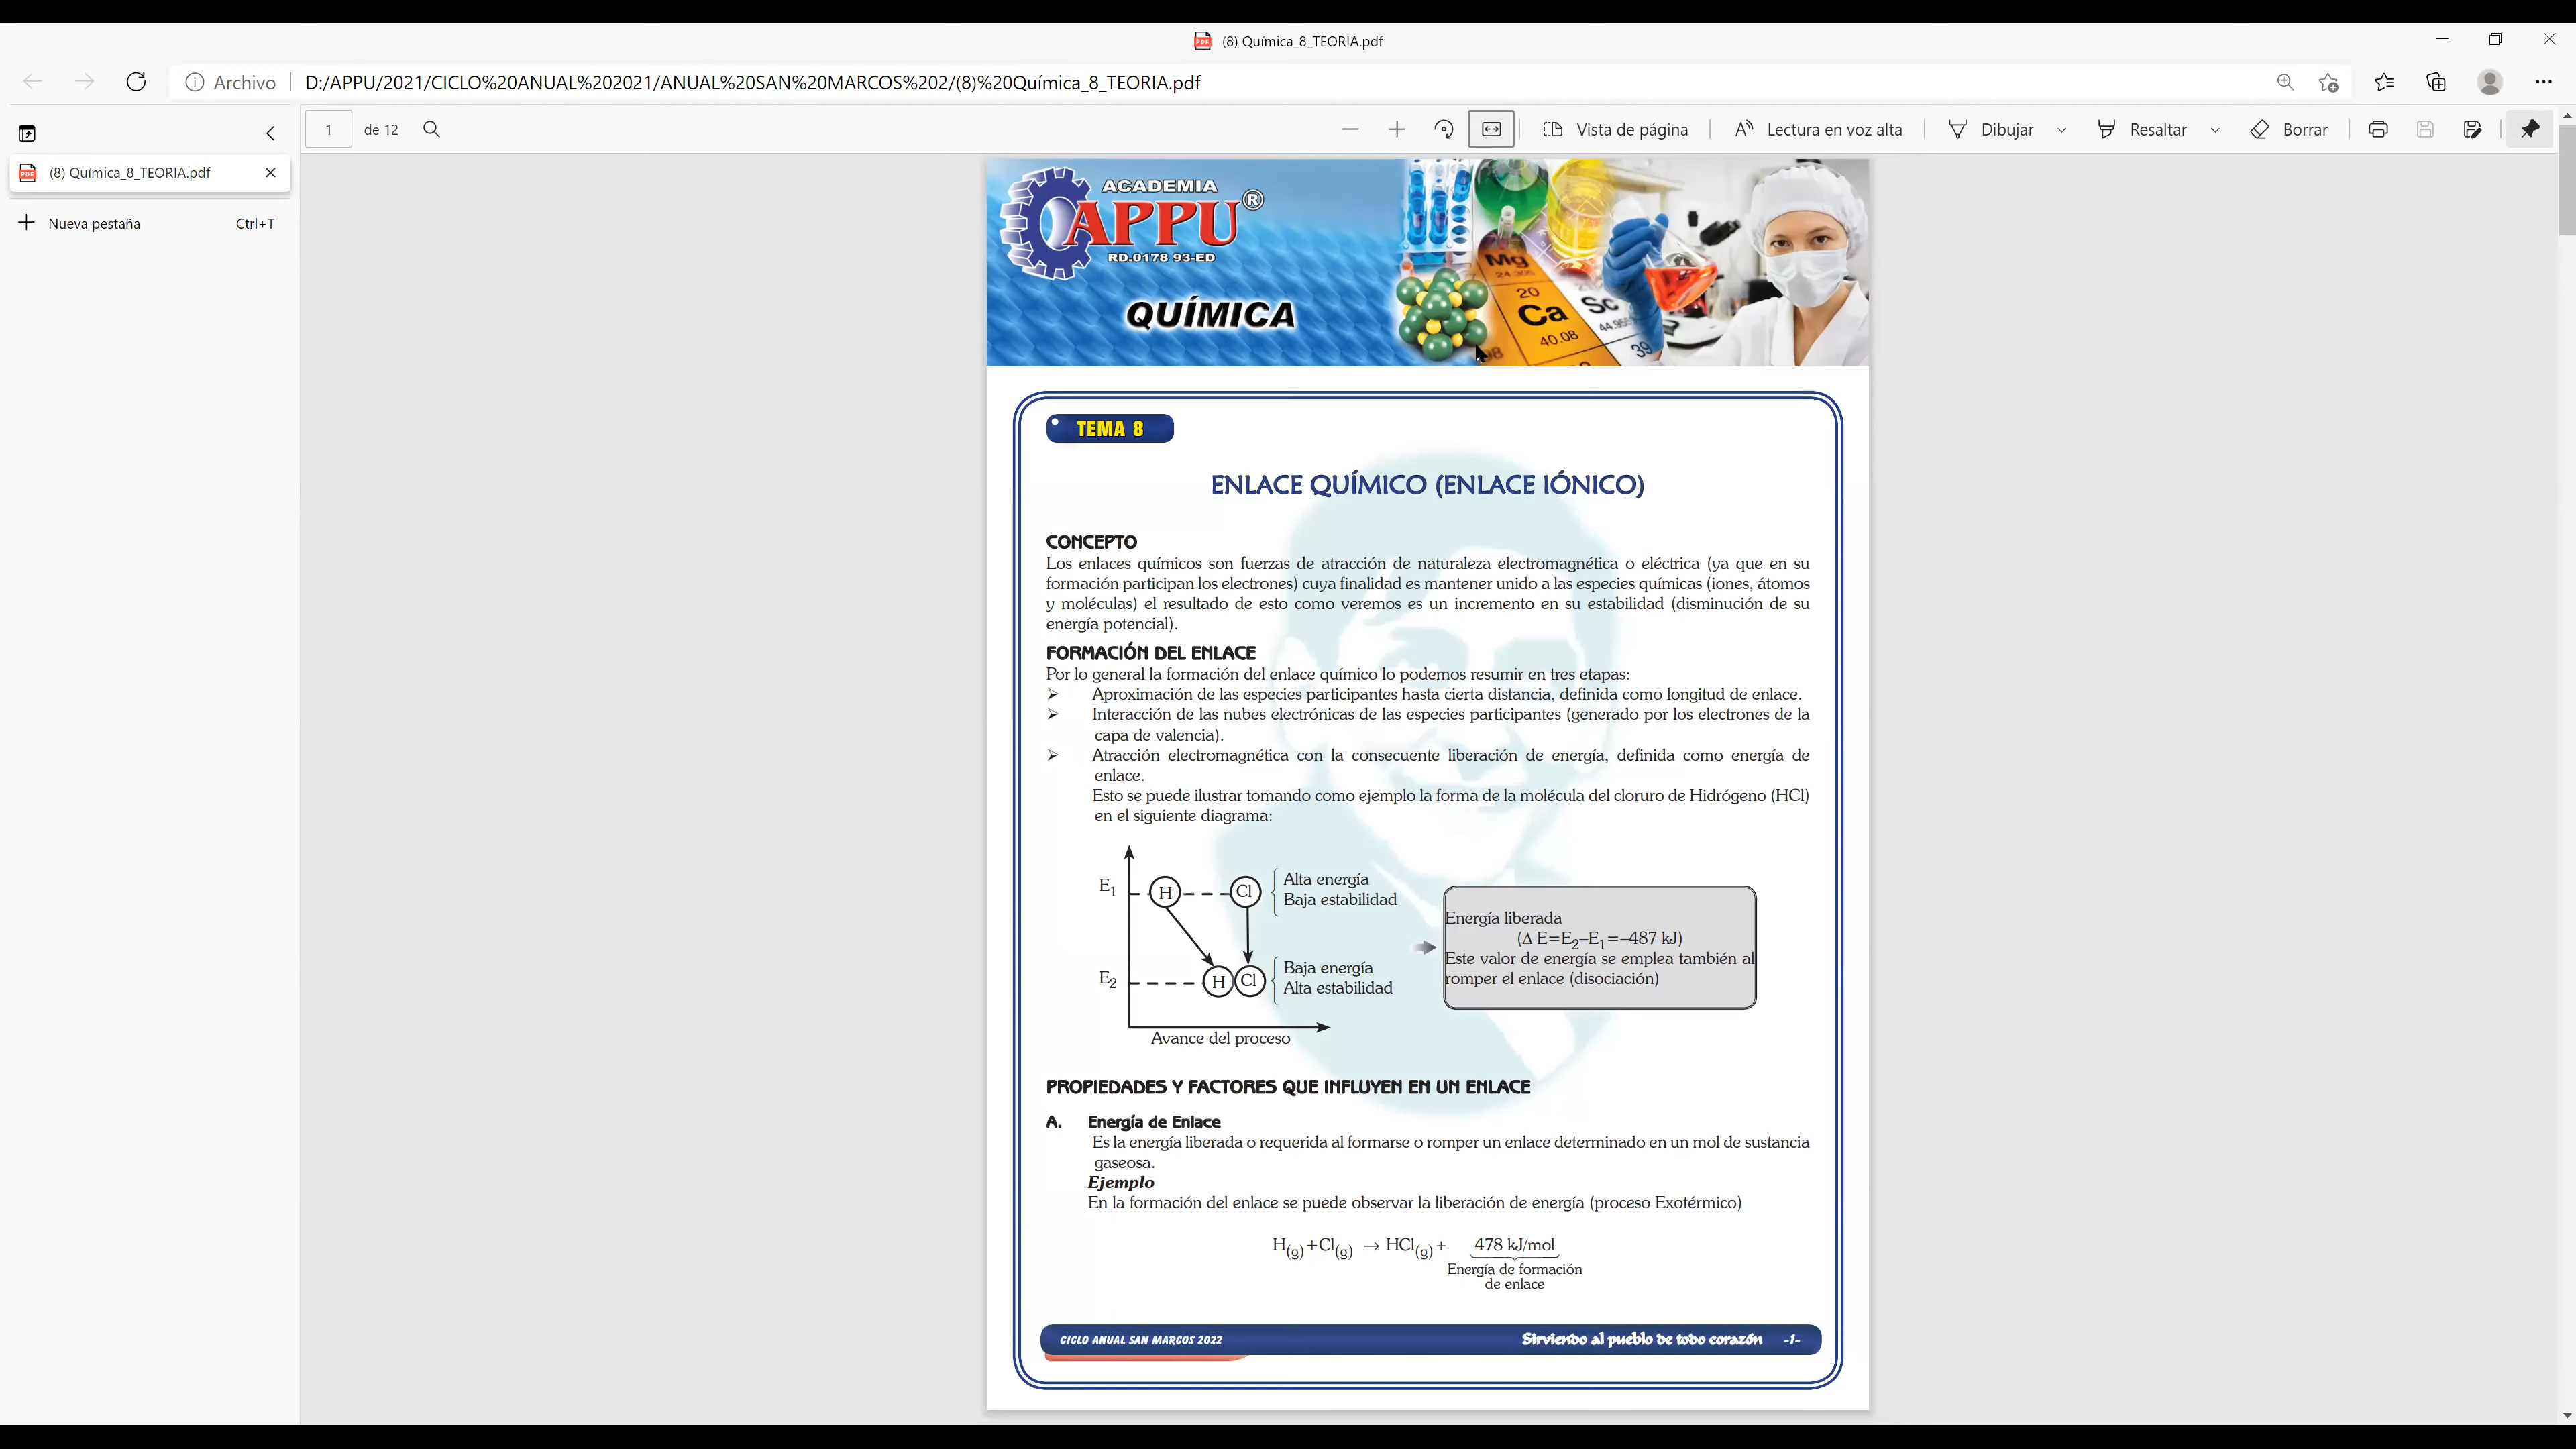 (8) Química_8_TEORIA.pdf
Archivo
D:/APPU/2021/CICLO%20ANUAL%202021/ANUAL%20SAN%20MARCOS%202/(8)%20Química_8_TEORIA.pdf
1 de 12
Vista de página
Lectura en voz alta
Dibujar
Resaltar
Borrar
(8) Química_8_TEORIA.pdf
Nueva pestaña Ctrl+T
ACADEMIA
APPU ®
RD.0178 93-ED
QUÍMICA
Mg
24.305
20
Ca
40.08
Sc
39
TEMA 8
ENLACE QUÍMICO (ENLACE IÓNICO)
CONCEPTO
Los enlaces químicos son fuerzas de atracción de naturaleza electromagnética o eléctrica (ya que en su
formación participan los electrones) cuya finalidad es mantener unido a las especies químicas (iones, átomos
y moléculas) el resultado de esto como veremos es un incremento en su estabilidad (disminución de su
energía potencial).
FORMACIÓN DEL ENLACE
Por lo general la formación del enlace químico lo podemos resumir en tres etapas:
➢ Aproximación de las especies participantes hasta cierta distancia, definida como longitud de enlace.
➢ Interacción de las nubes electrónicas de las especies participantes (generado por los electrones de la
capa de valencia).
➢ Atracción electromagnética con la consecuente liberación de energía, definida como energía de
enlace.
Esto se puede ilustrar tomando como ejemplo la forma de la molécula del cloruro de Hidrógeno (HCl)
en el siguiente diagrama:
E₁ H Cl
Alta energía
Baja estabilidad
E₂ H Cl
Baja energía
Alta estabilidad
Avance del proceso
Energía liberada
(Δ E=E₂–E₁=–487 kJ)
Este valor de energía se emplea también al
romper el enlace (disociación)
PROPIEDADES Y FACTORES QUE INFLUYEN EN UN ENLACE
A. Energía de Enlace
Es la energía liberada o requerida al formarse o romper un enlace determinado en un mol de sustancia
gaseosa.
Ejemplo
En la formación del enlace se puede observar la liberación de energía (proceso Exotérmico)
H(g)+Cl(g) → HCl(g)+ 478 kJ/mol
Energía de formación
de enlace
CICLO ANUAL SAN MARCOS 2022
Sirviendo al pueblo de todo corazón -1-